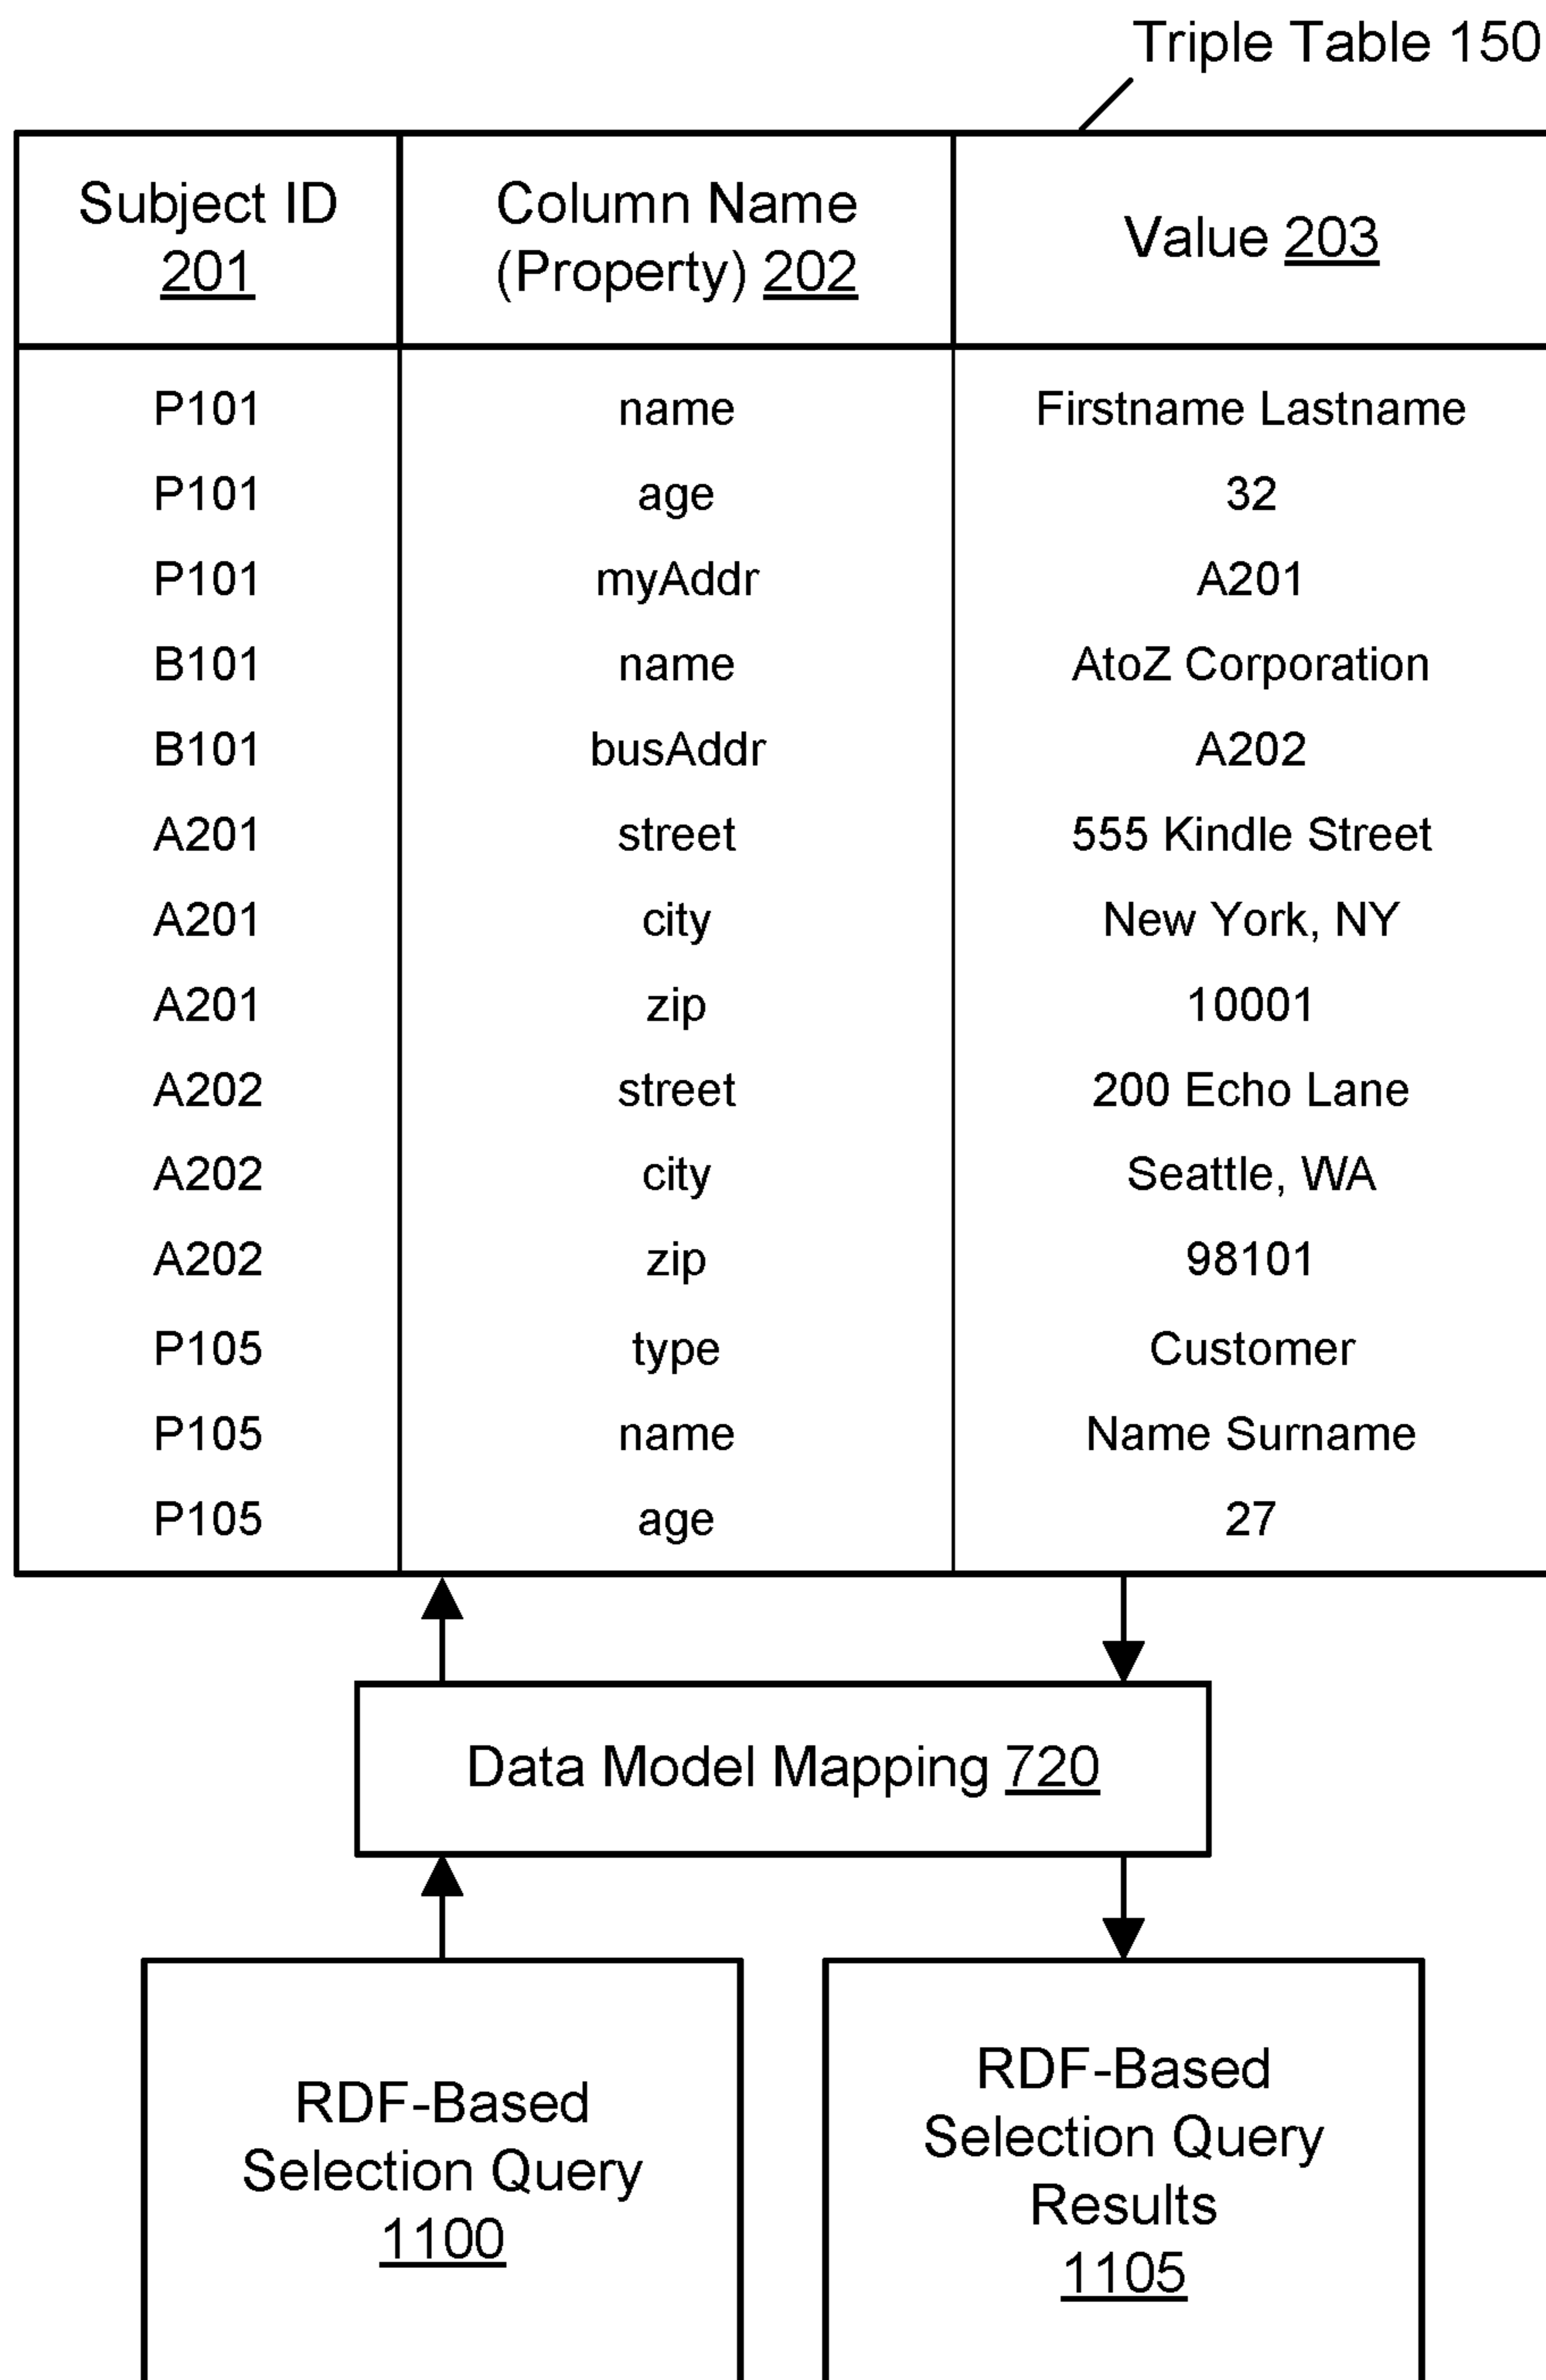 Triple Table 150
Subject ID
201
Column Name
(Property) 202
Value 203
P101 name Firstname Lastname
P101 age 32
P101 myAddr A201
B101 name AtoZ Corporation
B101 busAddr A202
A201 street 555 Kindle Street
A201 city New York, NY
A201 zip 10001
A202 street 200 Echo Lane
A202 city Seattle, WA
A202 zip 98101
P105 type Customer
P105 name Name Surname
P105 age 27
Data Model Mapping 720
RDF-Based
Selection Query
1100
RDF-Based
Selection Query
Results
1105